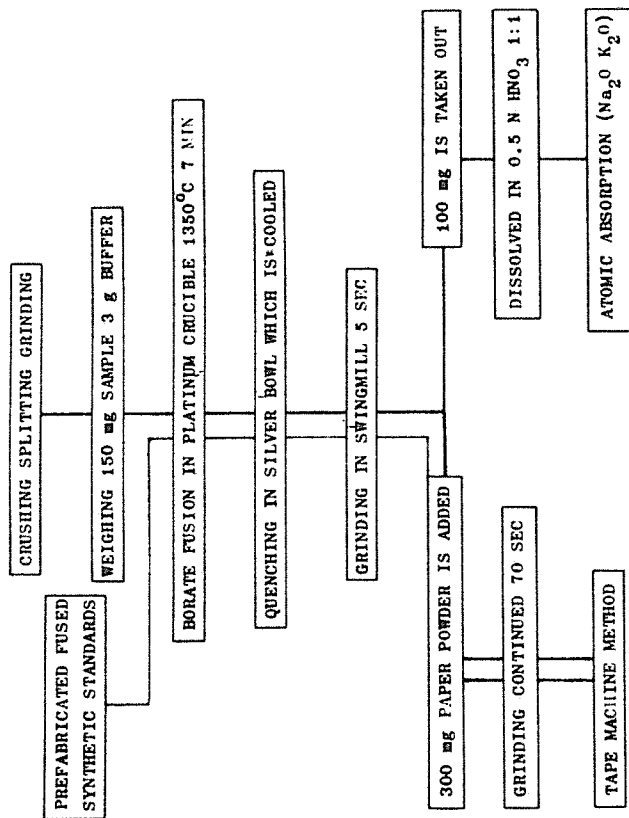 CRUSHING SPLITTING GRINDING
PREFABRICATED FUSED
SYNTHETIC STANDARDS
WEIGHING 150 mg SAMPLE 3 g BUFFER
BORATE FUSION IN PLATINUM CRUCIBLE 1350°C 7 MIN
QUENCHING IN SILVER BOWL WHICH IS COOLED
GRINDING IN SWINGMILL 5 SEC
300 mg PAPER POWDER IS ADDED
100 mg IS TAKEN OUT
GRINDING CONTINUED 70 SEC
DISSOLVED IN 0.5 N HNO₃ 1:1
TAPE MACHINE METHOD
ATOMIC ABSORPTION (Na₂O K₂O)